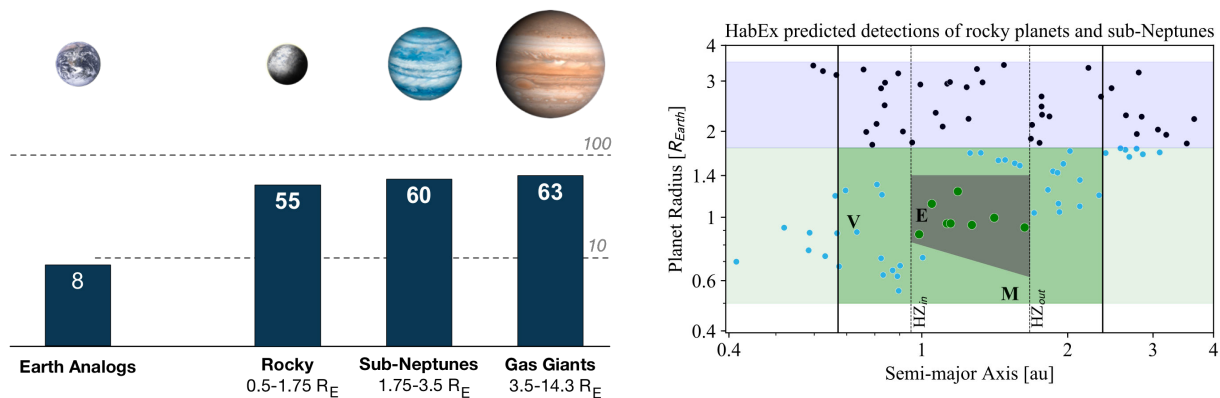 100
55
60
63
10
8
Earth Analogs
Rocky
0.5-1.75 R_E
Sub-Neptunes
1.75-3.5 R_E
Gas Giants
3.5-14.3 R_E
HabEx predicted detections of rocky planets and sub-Neptunes
4
3
2
1.4
1
0.6
0.4
Planet Radius [R_Earth]
V
E
M
HZ_in
HZ_out
0.4
1
2
3
4
Semi-major Axis [au]